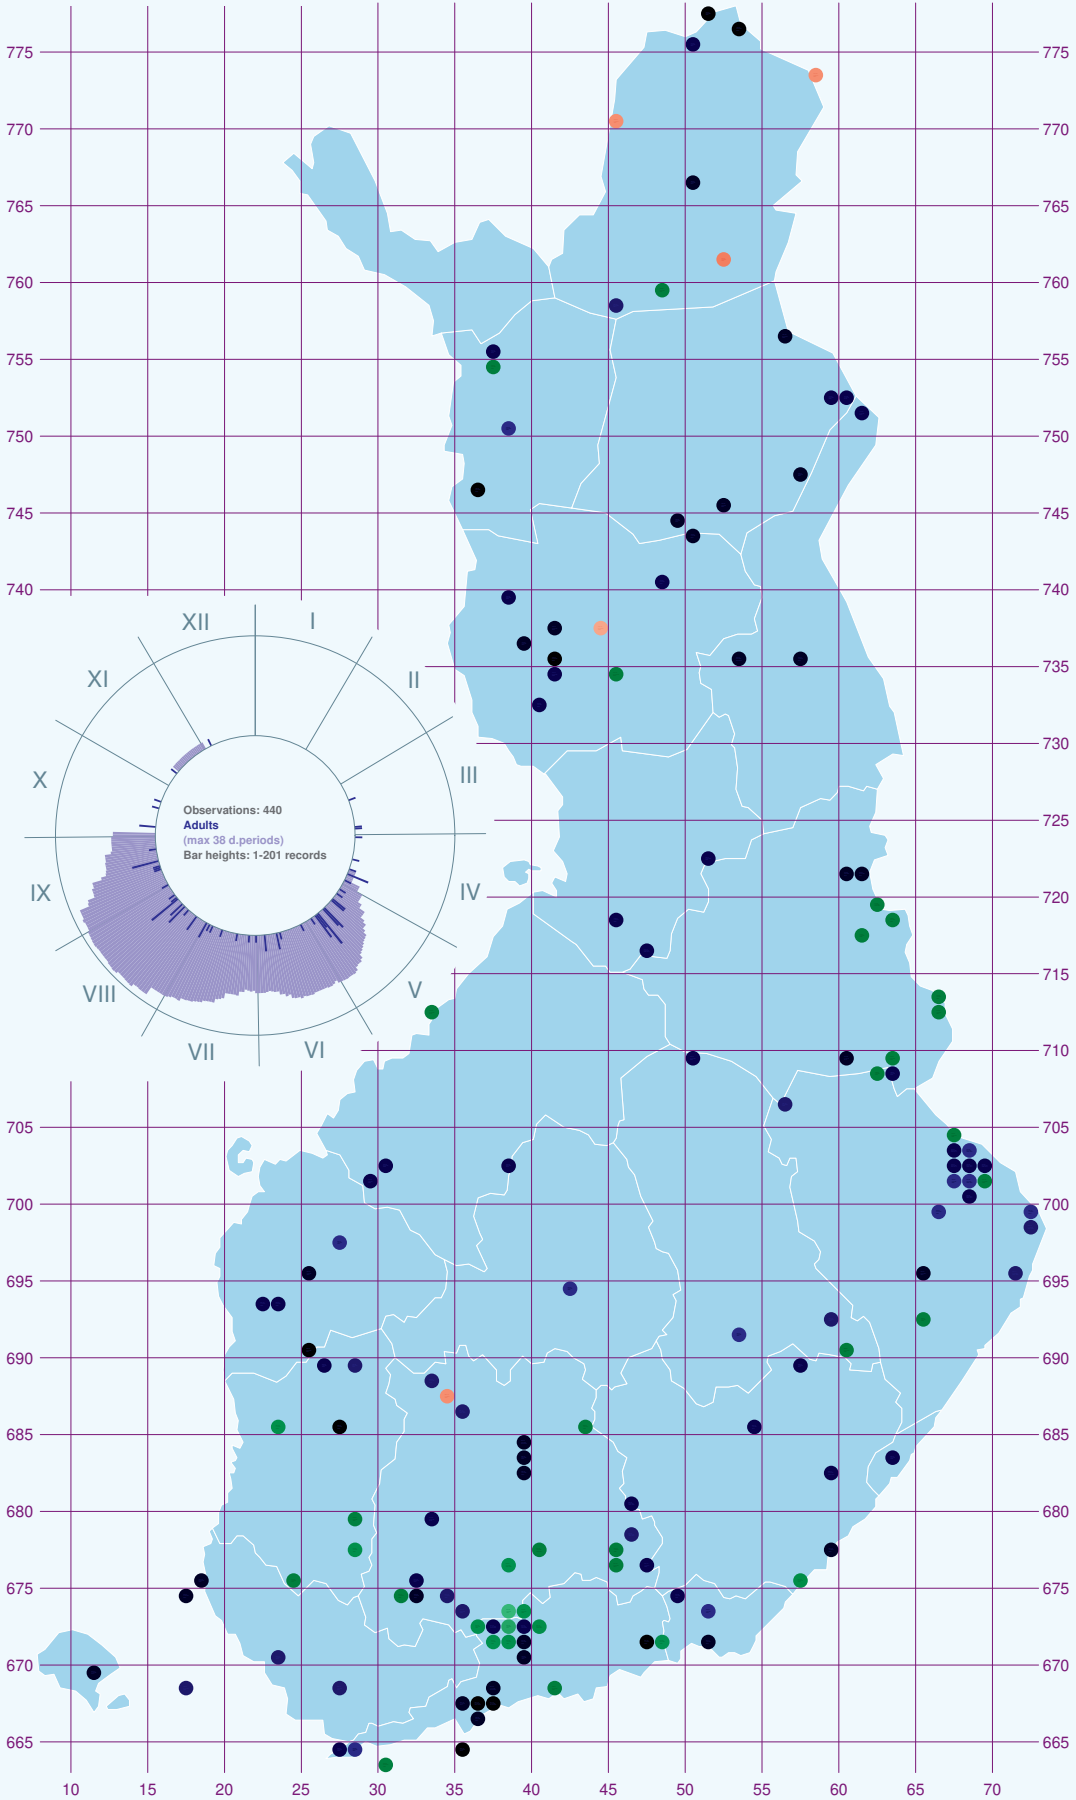 775 775
770 770
765 765
760 760
755 755
750 750
745 745
740 740
XII I
735
XI II
730
X III
Observations: 440
Adults
(max 38 d.periods)
Bar heights: 1-201 records
725
IX IV
720
VIII V
715
VII VI
710
705 705
700 700
695 695
690 690
685 685
680 680
675 675
670 670
665 665
10 15 20 25 30 35 40 45 50 55 60 65 70